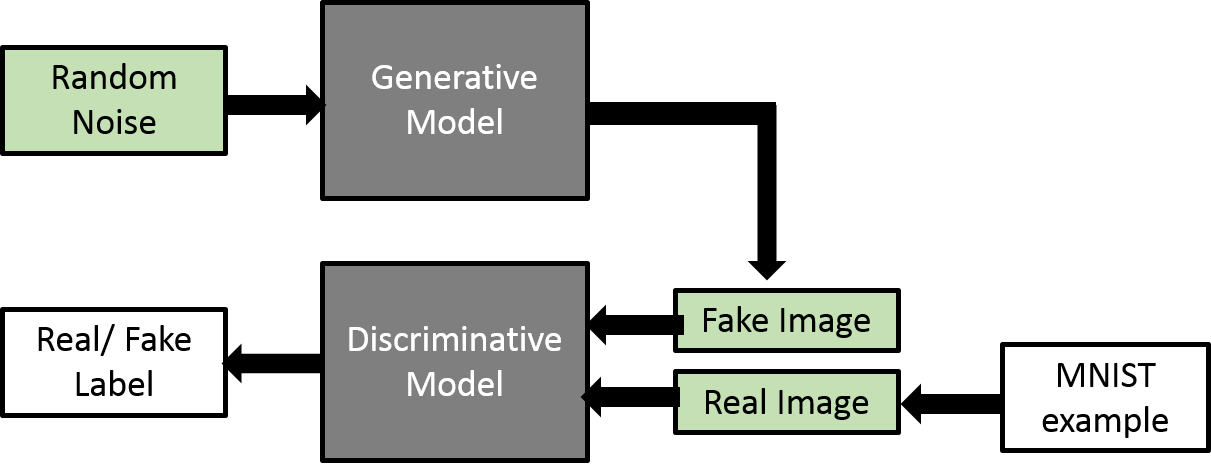 Random
Noise
Generative
Model
Fake Image
Real Image
MNIST
example
Discriminative
Model
Real/ Fake
Label